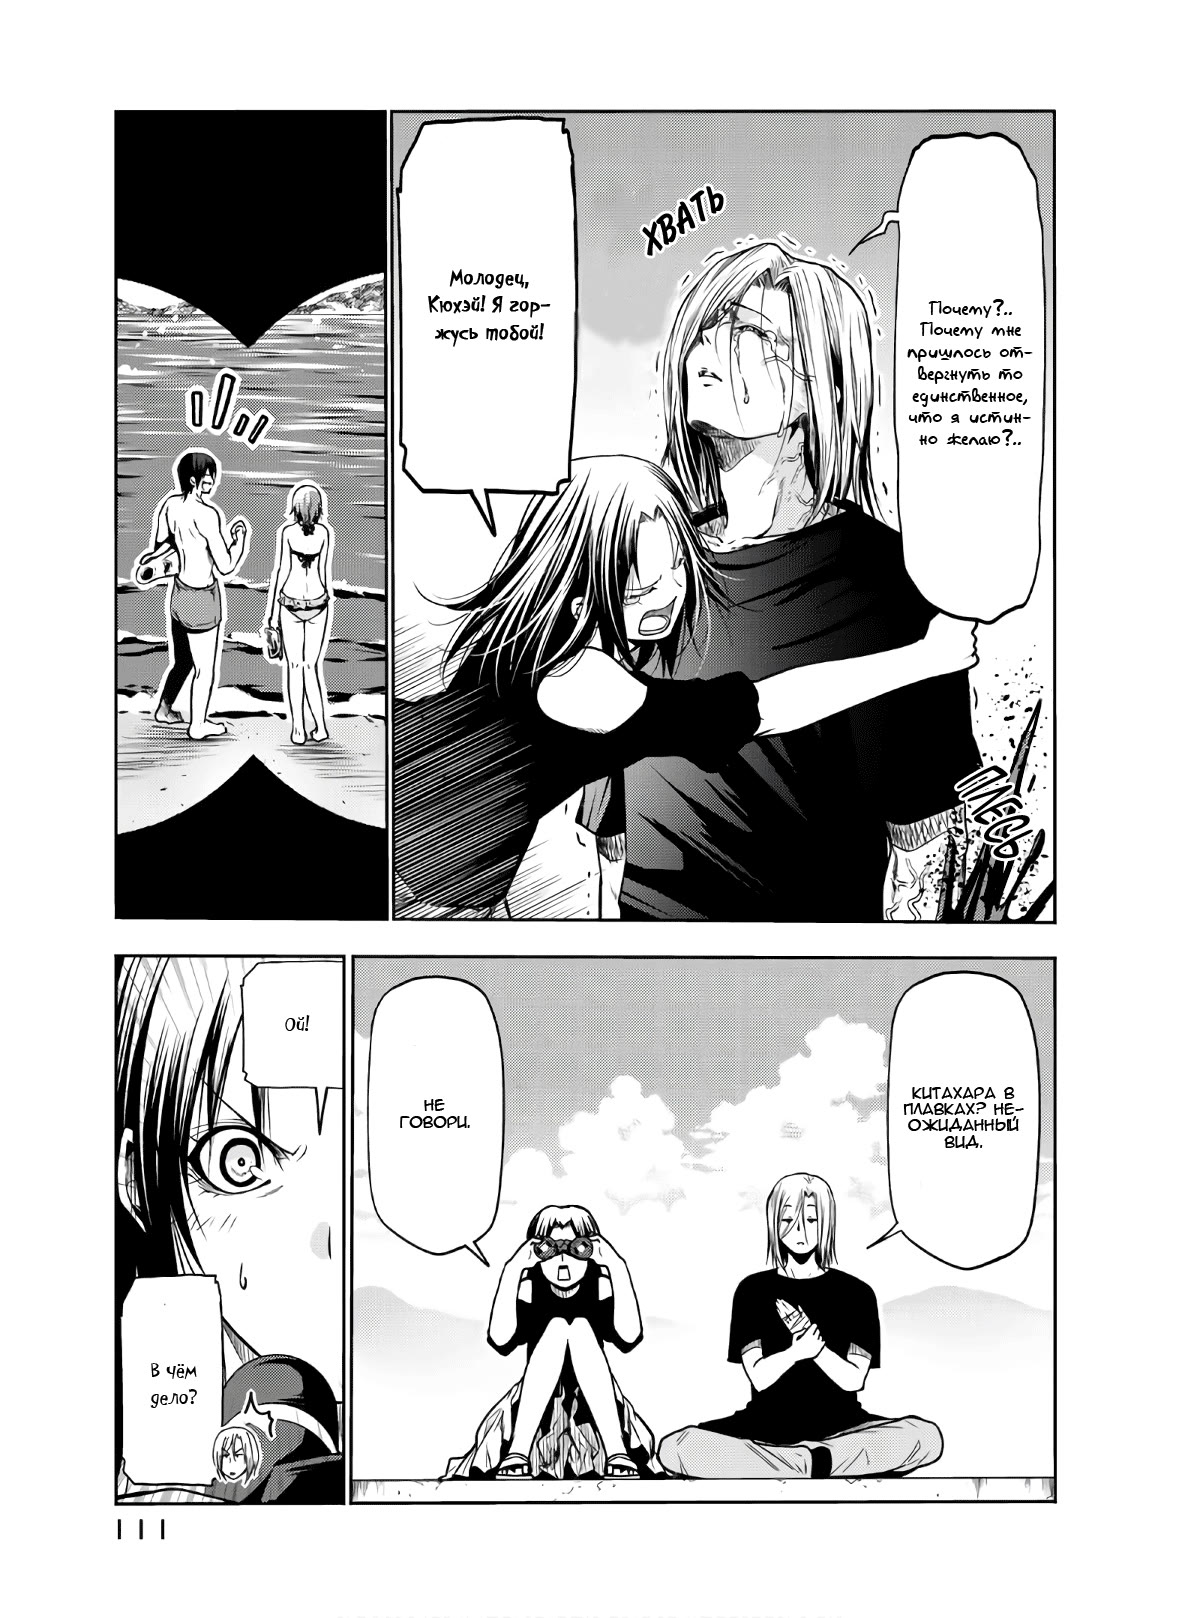 Почему?..
Почему мне
пришлось от-
вергнуть то
единственное,
что я истин-
но желаю?..
ХВАТЬ
Молодец,
Кюхэй! Я гор-
жусь тобой!
ПЛЕСЬ
КИТАХАРА В
ПЛАВКАХ? НЕ-
ОЖИДАННЫЙ
ВИД.
НЕ
ГОВОРИ.
Ой!
В чём
дело?
111